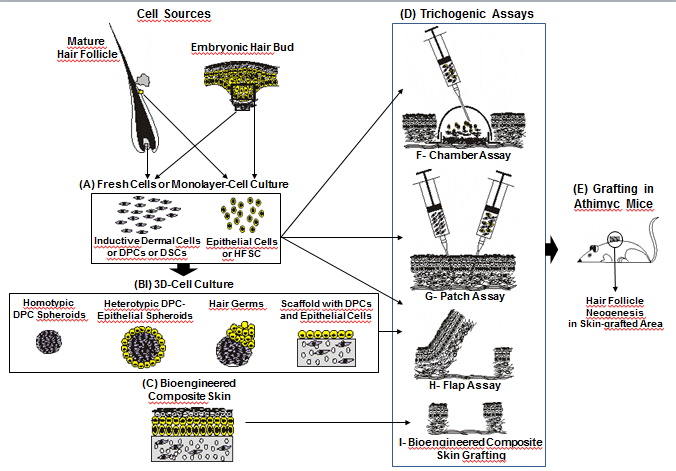 Cell Sources
Mature
Hair Follicle
Embryonic Hair Bud
(A) Fresh Cells or Monolayer-Cell Culture
Inductive Dermal Cells
or DPCs or DSCs
Epithelial Cells
or HFSC
(BI) 3D-Cell Culture
Homotypic
DPC Spheroids
Heterotypic DPC-
Epithelial Spheroids
Hair Germs
Scaffold with DPCs
and Epithelial Cells
(C) Bioengineered
Composite Skin
(D) Trichogenic Assays
F- Chamber Assay
G- Patch Assay
H- Flap Assay
I- Bioengineered Composite
Skin Grafting
(E) Grafting in
Athimyc Mice
Hair Follicle
Neogenesis
in Skin-grafted Area